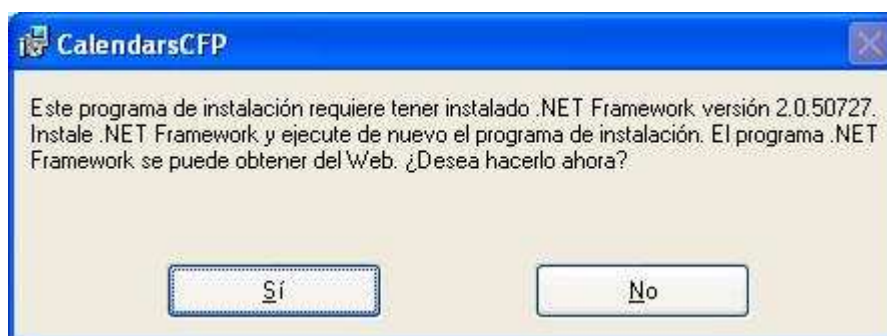 CalendarsCFP
Este programa de instalación requiere tener instalado .NET Framework versión 2.0.50727.
Instale .NET Framework y ejecute de nuevo el programa de instalación. El programa .NET
Framework se puede obtener del Web. ¿Desea hacerlo ahora?
Sí
No